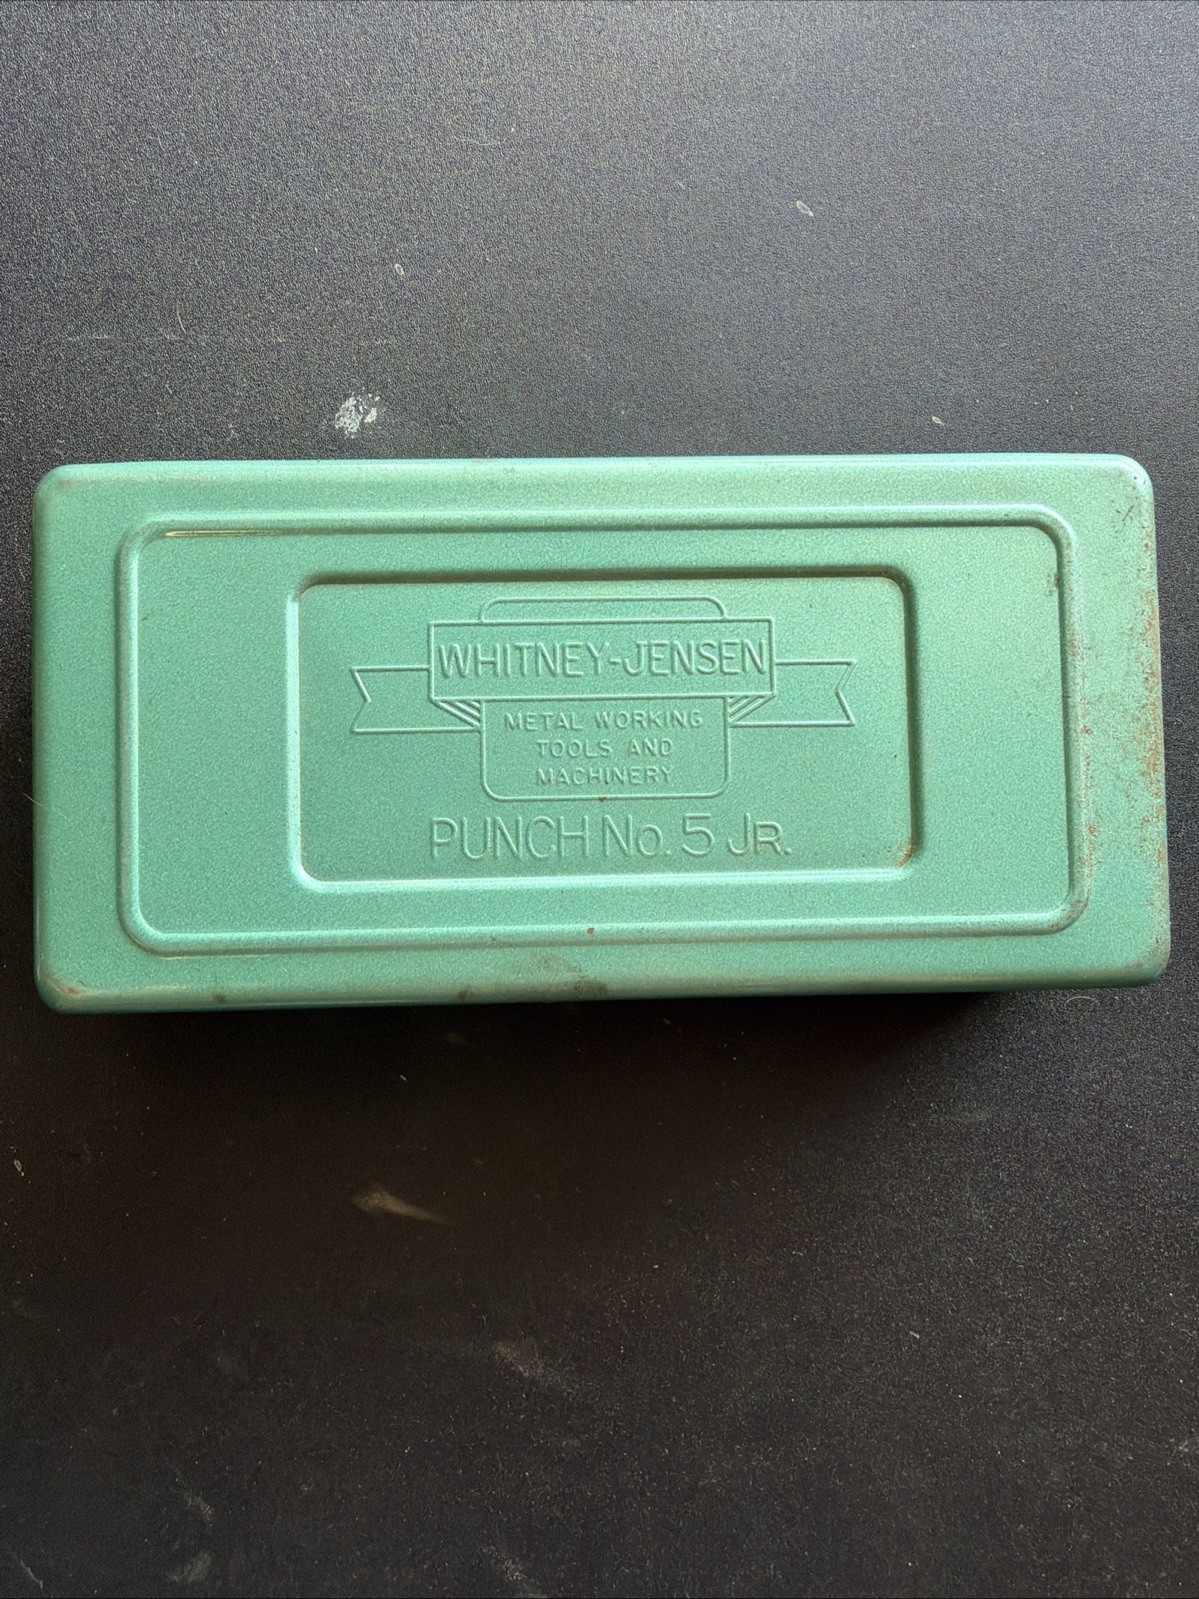 WHITNEY-JENSEN
METAL WORKING
TOOLS AND
MACHINERY
PUNCH No. 5 JR.